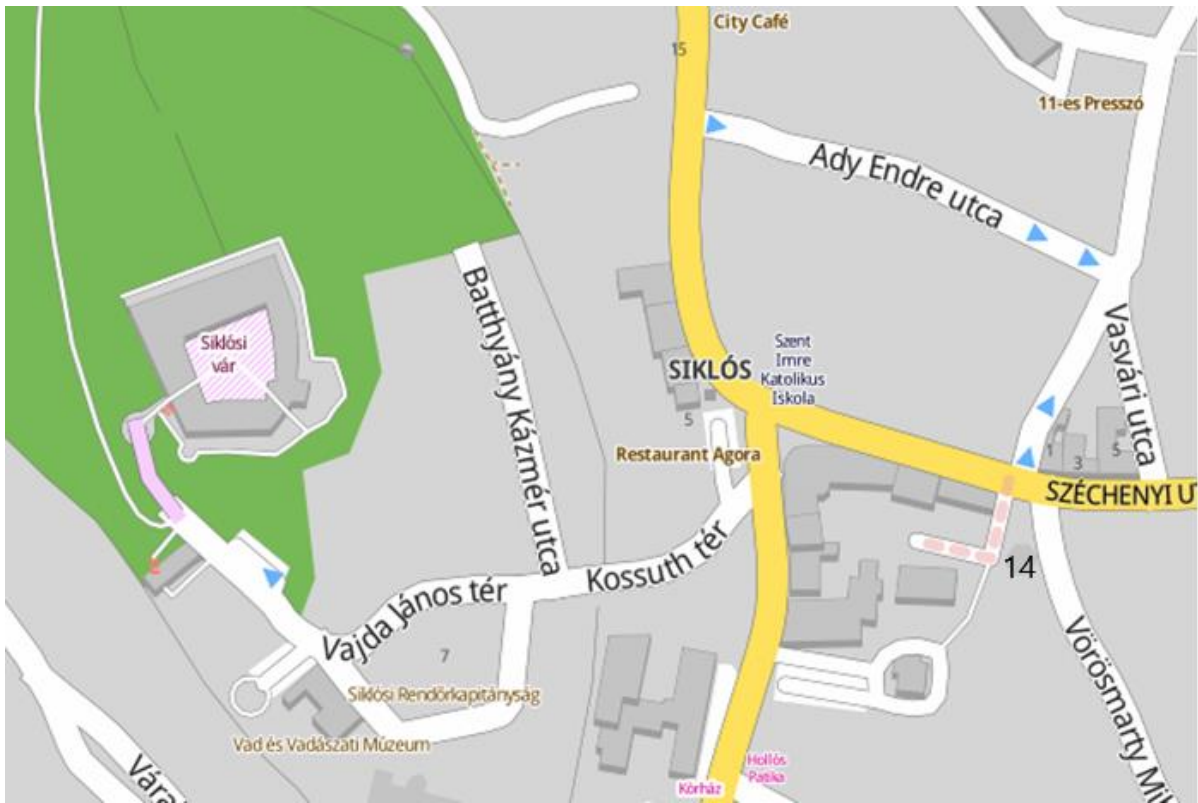 City Café
15
11-es Presszó
Ady Endre utca
Batthyány Kázmér utca
Siklósi
vár
SIKLÓS
Szent
Imre
Katolikus
Iskola
Vasvári utca
5
Restaurant Agora
1
3
5
SZÉCHENYI U
14
Kossuth tér
Vajda János tér
7
Siklósi Rendőrkapitányság
Vad és Vadászati Múzeum
Vörösmarty Mi
Vára
Kórház
Hollós
Patika